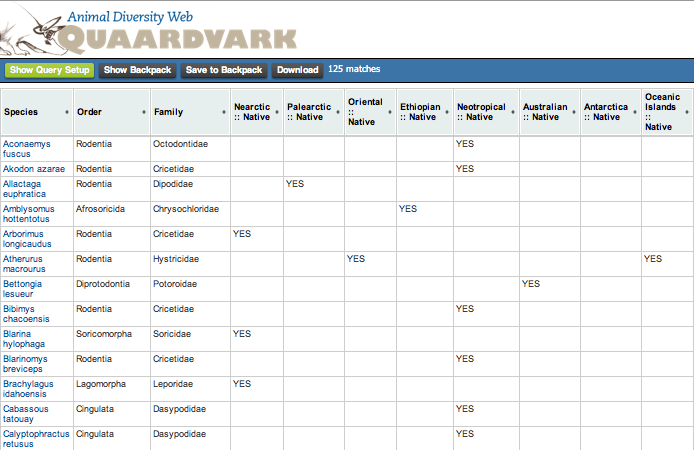 Animal Diversity Web
QUAARDVARK
Show Query Setup Show Backpack Save to Backpack Download 125 matches
Species Order Family Nearctic :: Native Palearctic :: Native Oriental :: Native Ethiopian :: Native Neotropical :: Native Australian :: Native Antarctica :: Native Oceanic Islands :: Native
Aconaemys fuscus Rodentia Octodontidae YES
Akodon azarae Rodentia Cricetidae YES
Allactaga euphratica Rodentia Dipodidae YES
Amblysomus hottentotus Afrosoricida Chrysochloridae YES
Arborimus longicaudus Rodentia Cricetidae YES
Atherurus macrourus Rodentia Hystricidae YES YES
Bettongia lesueur Diprotodontia Potoroidae YES
Bibimys chacoensis Rodentia Cricetidae YES
Blarina hylophaga Soricomorpha Soricidae YES
Blarinomys breviceps Rodentia Cricetidae YES
Brachylagus idahoensis Lagomorpha Leporidae YES
Cabassous tatouay Cingulata Dasypodidae YES
Calyptophractus retusus Cingulata Dasypodidae YES